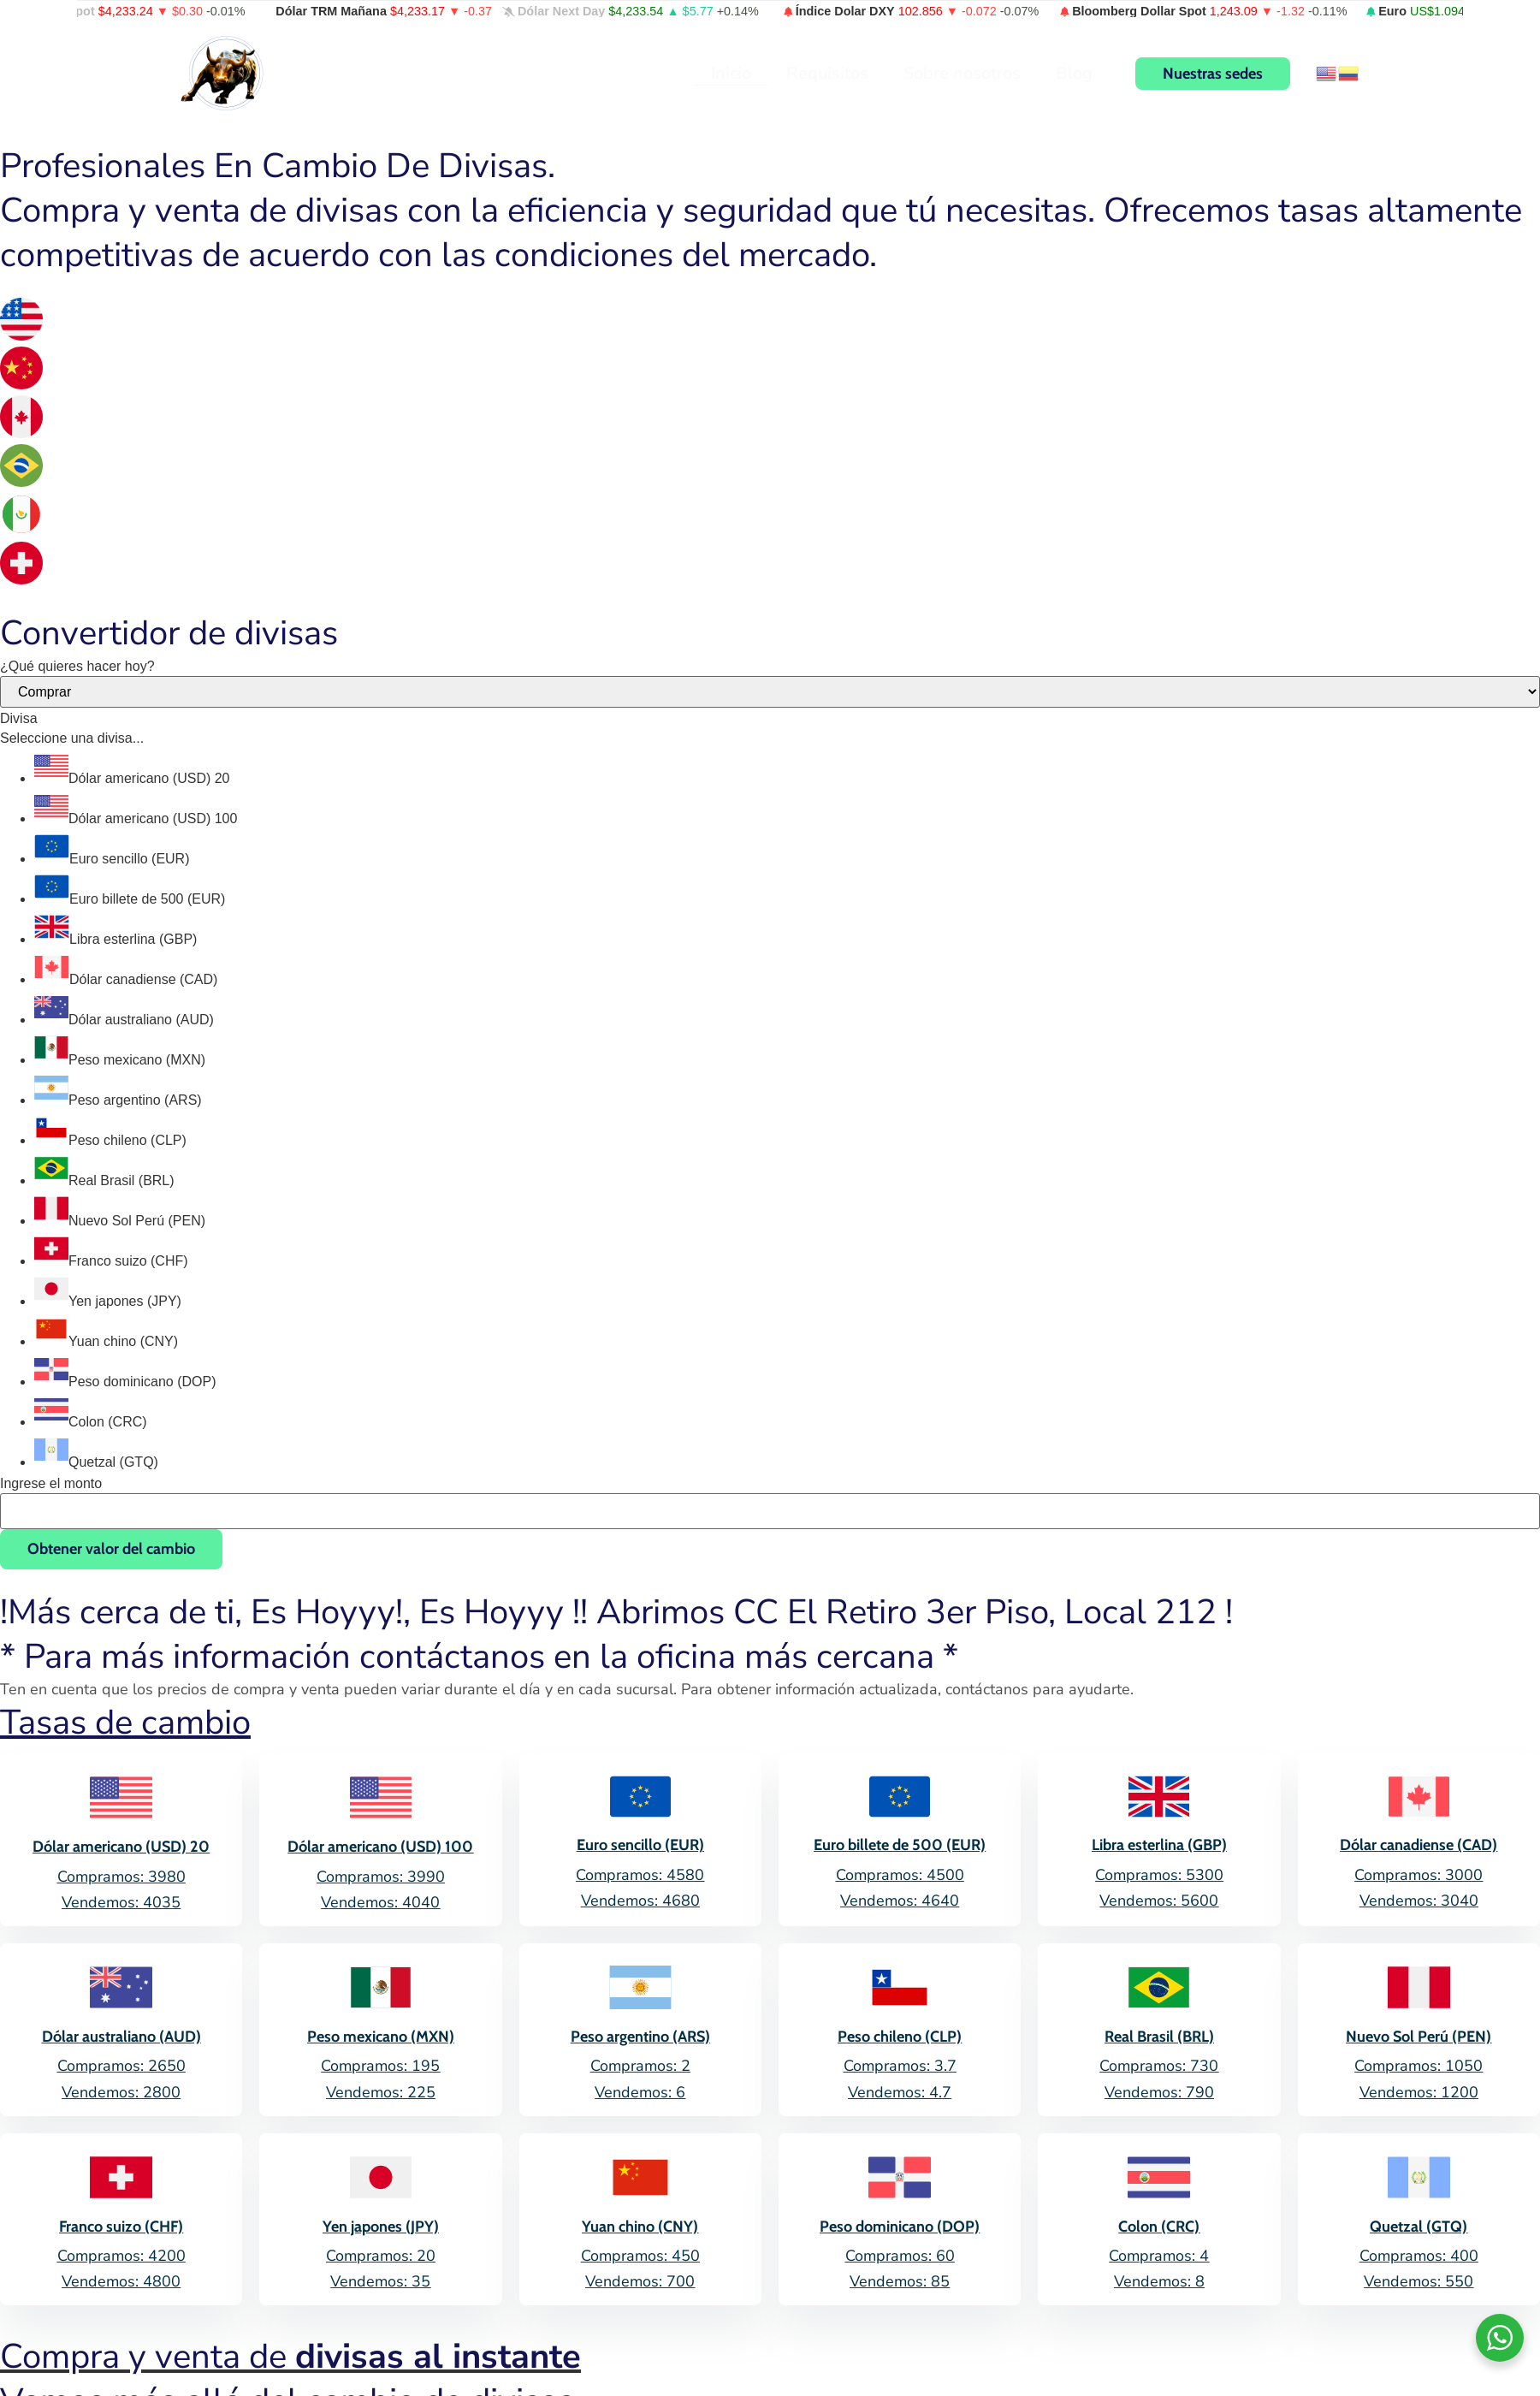 pot $4,233.24 ▼ $0.30 -0.01% Dólar TRM Mañana $4,233.17 ▼ -0.37 Dólar Next Day $4,233.54 ▲ $5.77 +0.14% Índice Dolar DXY 102.856 ▼ -0.072 -0.07% Bloomberg Dollar Spot 1,243.09 ▼ -1.32 -0.11% Euro US$1.094
Nuestras sedes
Profesionales En Cambio De Divisas.
Compra y venta de divisas con la eficiencia y seguridad que tú necesitas. Ofrecemos tasas altamente
competitivas de acuerdo con las condiciones del mercado.
Convertidor de divisas
¿Qué quieres hacer hoy?
Comprar
Divisa
Seleccione una divisa...
Dólar americano (USD) 20
Dólar americano (USD) 100
Euro sencillo (EUR)
Euro billete de 500 (EUR)
Libra esterlina (GBP)
Dólar canadiense (CAD)
Dólar australiano (AUD)
Peso mexicano (MXN)
Peso argentino (ARS)
Peso chileno (CLP)
Real Brasil (BRL)
Nuevo Sol Perú (PEN)
Franco suizo (CHF)
Yen japones (JPY)
Yuan chino (CNY)
Peso dominicano (DOP)
Colon (CRC)
Quetzal (GTQ)
Ingrese el monto
Obtener valor del cambio
!Más cerca de ti, Es Hoyyy!, Es Hoyyy !! Abrimos CC El Retiro 3er Piso, Local 212 !
* Para más información contáctanos en la oficina más cercana *
Ten en cuenta que los precios de compra y venta pueden variar durante el día y en cada sucursal. Para obtener información actualizada, contáctanos para ayudarte.
Tasas de cambio
Dólar americano (USD) 20
Compramos: 3980
Vendemos: 4035
Dólar americano (USD) 100
Compramos: 3990
Vendemos: 4040
Euro sencillo (EUR)
Compramos: 4580
Vendemos: 4680
Euro billete de 500 (EUR)
Compramos: 4500
Vendemos: 4640
Libra esterlina (GBP)
Compramos: 5300
Vendemos: 5600
Dólar canadiense (CAD)
Compramos: 3000
Vendemos: 3040
Dólar australiano (AUD)
Compramos: 2650
Vendemos: 2800
Peso mexicano (MXN)
Compramos: 195
Vendemos: 225
Peso argentino (ARS)
Compramos: 2
Vendemos: 6
Peso chileno (CLP)
Compramos: 3.7
Vendemos: 4.7
Real Brasil (BRL)
Compramos: 730
Vendemos: 790
Nuevo Sol Perú (PEN)
Compramos: 1050
Vendemos: 1200
Franco suizo (CHF)
Compramos: 4200
Vendemos: 4800
Yen japones (JPY)
Compramos: 20
Vendemos: 35
Yuan chino (CNY)
Compramos: 450
Vendemos: 700
Peso dominicano (DOP)
Compramos: 60
Vendemos: 85
Colon (CRC)
Compramos: 4
Vendemos: 8
Quetzal (GTQ)
Compramos: 400
Vendemos: 550
Compra y venta de divisas al instante
Vamos más allá del cambio de divisas